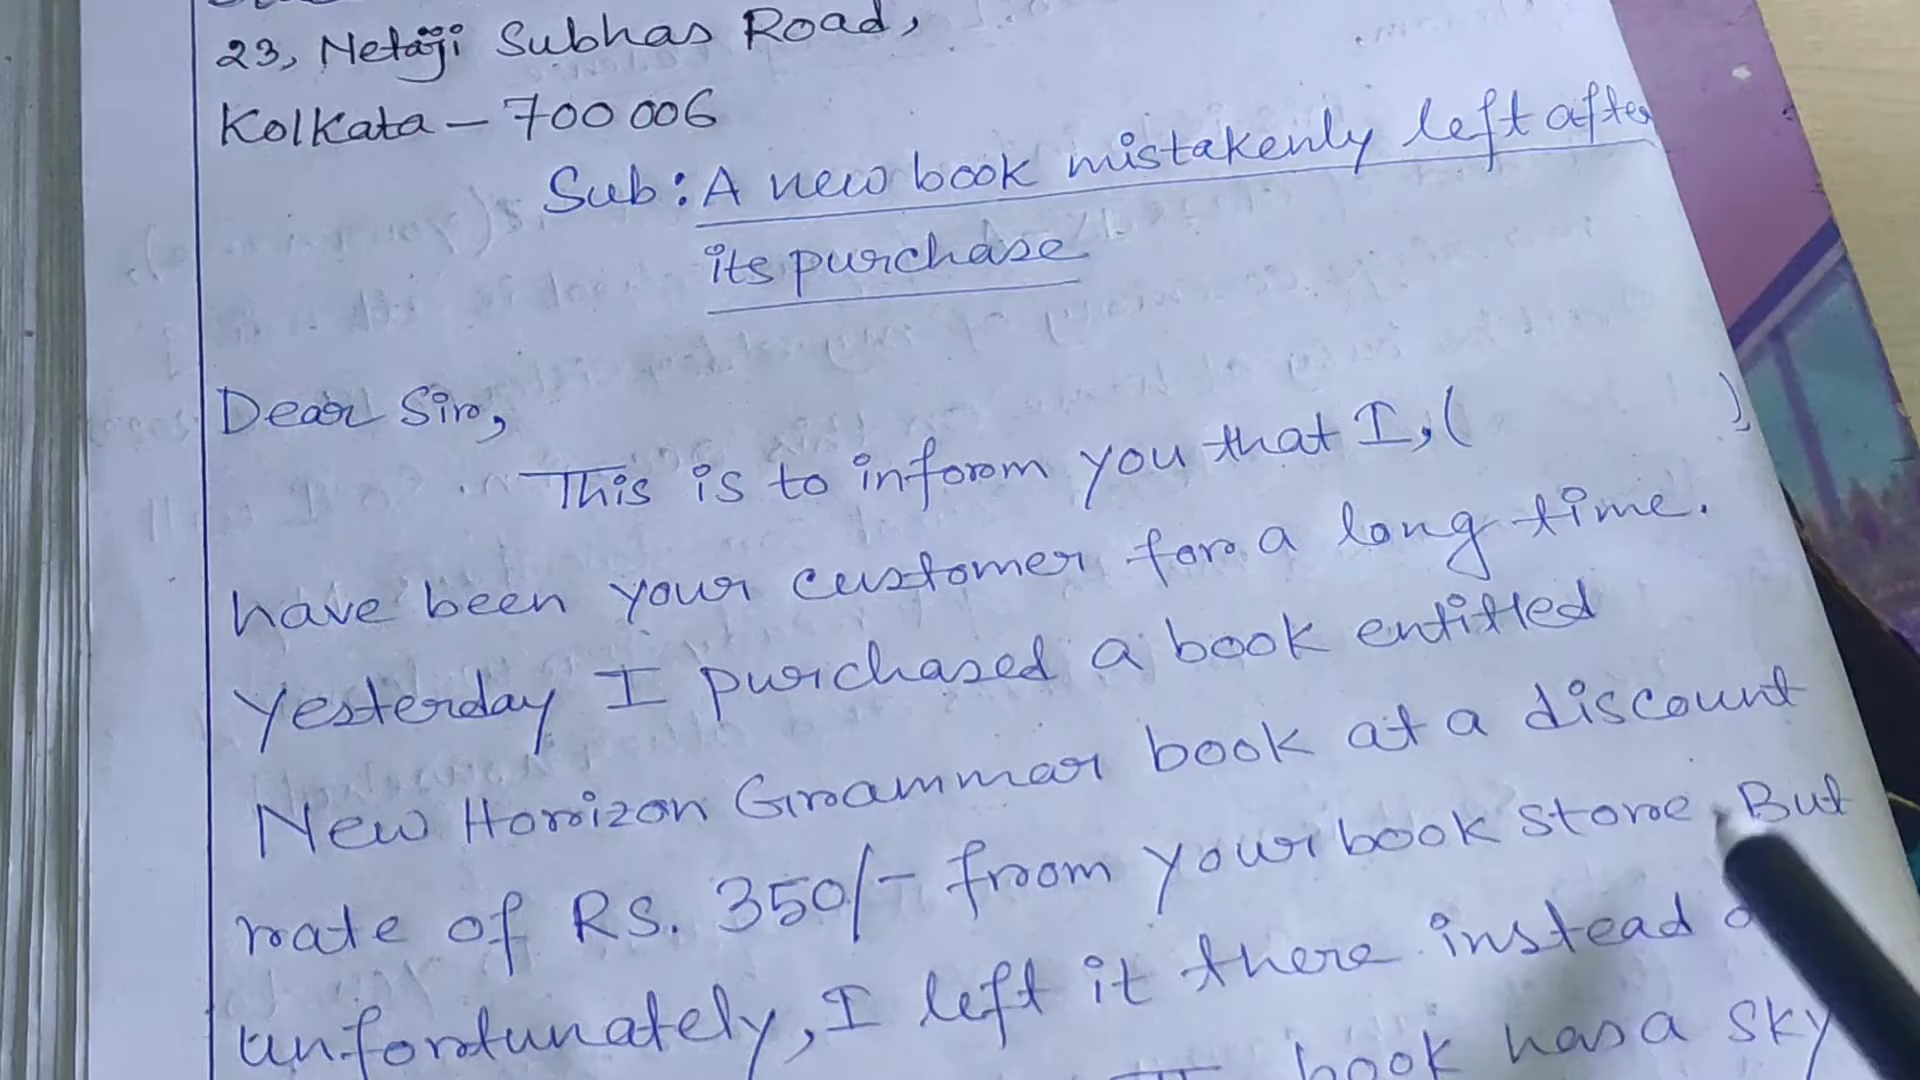 23, Netaji Subhas Road,
Kolkata - 700 006
Sub: A new book mistakenly left after
its purchase
Dear Sir,
This is to inform you that I, ( ),
have been your customer for a long time.
Yesterday I purchased a book entitled
New Horizon Grammar book at a discount
rate of RS. 350/- from your book store. But
unfortunately, I left it there instead
book has a sky